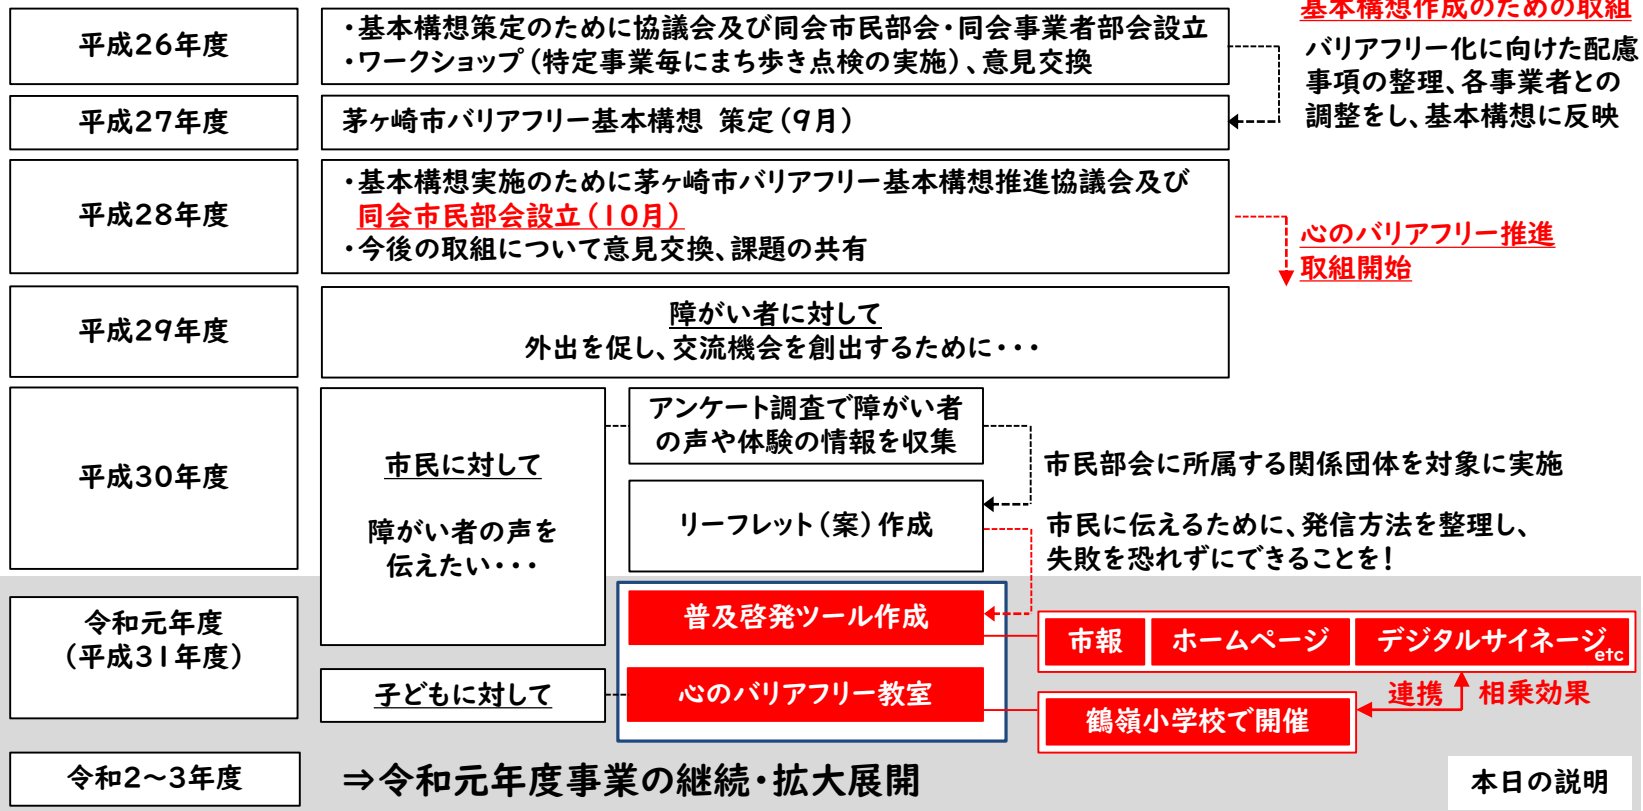 基本構想作成のための取組
平成26年度
・基本構想策定のために協議会及び同会市民部会・同会事業者部会設立
・ワークショップ(特定事業毎にまち歩き点検の実施)、意見交換
バリアフリー化に向けた配慮
事項の整理、各事業者との
調整をし、基本構想に反映
平成27年度
茅ヶ崎市バリアフリー基本構想 策定(9月)
平成28年度
・基本構想実施のために茅ヶ崎市バリアフリー基本構想推進協議会及び
同会市民部会設立(10月)
・今後の取組について意見交換、課題の共有
心のバリアフリー推進
取組開始
平成29年度
障がい者に対して
外出を促し、交流機会を創出するために・・・
平成30年度
市民に対して
障がい者の声を
伝えたい・・・
アンケート調査で障がい者
の声や体験の情報を収集
市民部会に所属する関係団体を対象に実施
リーフレット(案)作成
市民に伝えるために、発信方法を整理し、
失敗を恐れずにできることを!
令和元年度
(平成31年度)
普及啓発ツール作成
市報
ホームページ
デジタルサイネージetc
子どもに対して
心のバリアフリー教室
連携
相乗効果
鶴嶺小学校で開催
令和2～3年度
⇒令和元年度事業の継続・拡大展開
本日の説明